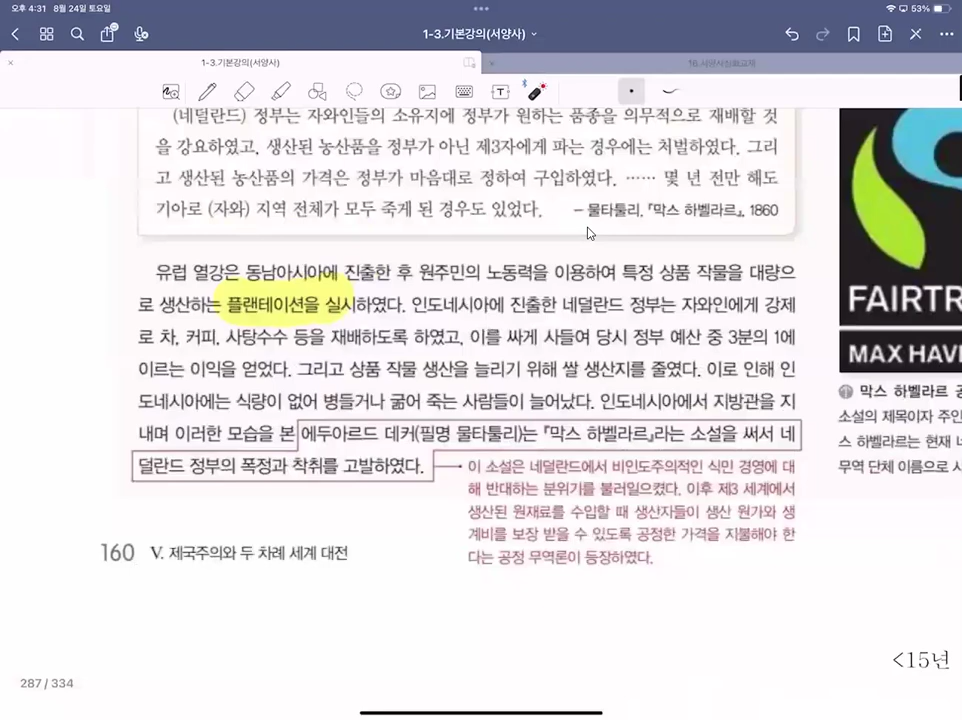 오후 4:31 8월 24일 토요일
53%
1-3.기본강의(서양사)
1-3.기본강의(서양사)
16.서양사심화교재
(네덜란드) 정부는 자와인들의 소유지에 정부가 원하는 품종을 의무적으로 재배할 것
을 강요하였고, 생산된 농산품을 정부가 아닌 제3자에게 파는 경우에는 처벌하였다. 그리
고 생산된 농산품의 가격은 정부가 마음대로 정하여 구입하였다. …… 몇 년 전만 해도
기아로 (자와) 지역 전체가 모두 죽게 된 경우도 있었다. - 물타툴리, 『막스 하벨라르』, 1860
유럽 열강은 동남아시아에 진출한 후 원주민의 노동력을 이용하여 특정 상품 작물을 대량으
로 생산하는 플랜테이션을 실시하였다. 인도네시아에 진출한 네덜란드 정부는 자와인에게 강제
로 차, 커피, 사탕수수 등을 재배하도록 하였고, 이를 싸게 사들여 당시 정부 예산 중 3분의 1에
이르는 이익을 얻었다. 그리고 상품 작물 생산을 늘리기 위해 쌀 생산지를 줄였다. 이로 인해 인
도네시아에는 식량이 없어 병들거나 굶어 죽는 사람들이 늘어났다. 인도네시아에서 지방관을 지
내며 이러한 모습을 본 에두아르드 데커(필명 물타툴리)는 『막스 하벨라르』라는 소설을 써서 네
덜란드 정부의 폭정과 착취를 고발하였다.
이 소설은 네덜란드에서 비인도주의적인 식민 경영에 대
해 반대하는 분위기를 불러일으켰다. 이후 제3 세계에서
생산된 원재료를 수입할 때 생산자들이 생산 원가와 생
계비를 보장 받을 수 있도록 공정한 가격을 지불해야 한
다는 공정 무역론이 등장하였다.
FAIRTR
MAX HAV
막스 하벨라르 공
소설의 제목이자 주인
스 하벨라르는 현재 네
무역 단체 이름으로 사
160 V. 제국주의와 두 차례 세계 대전
<15년
287 / 334